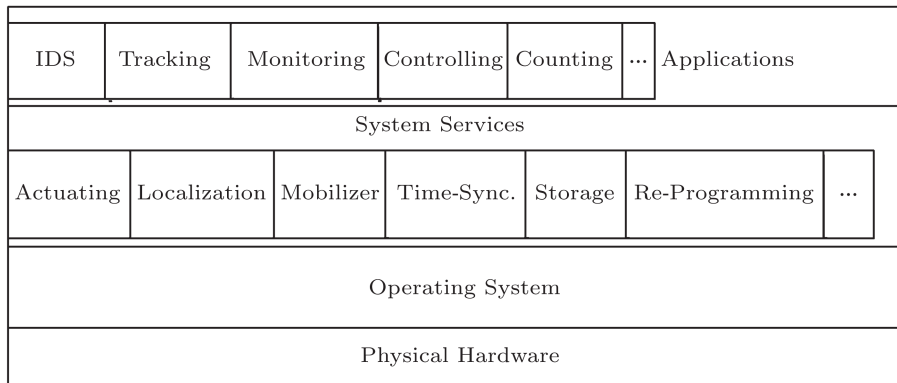 IDS Tracking Monitoring Controlling Counting ... Applications
System Services
Actuating Localization Mobilizer Time-Sync. Storage Re-Programming ...
Operating System
Physical Hardware